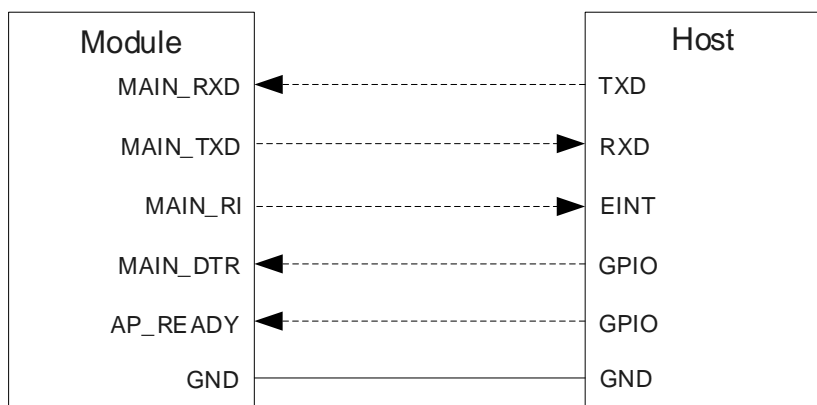 Module Host
MAIN_RXD TXD
MAIN_TXD RXD
MAIN_RI EINT
MAIN_DTR GPIO
AP_READY GPIO
GND GND